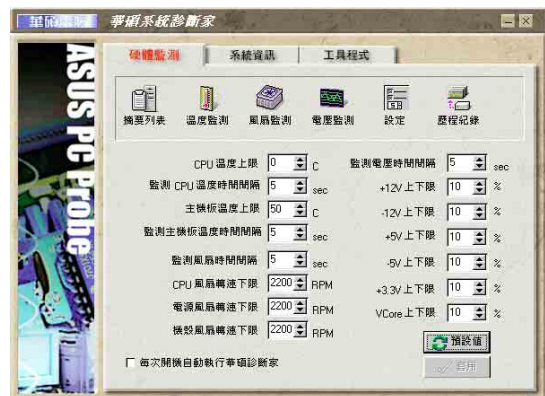 華碩 華碩系統診斷家
ASUS PC Probe
硬體監測 系統資訊 工具程式
摘要列表 溫度監測 風扇監測 電壓監測 設定 歷程紀錄
CPU 溫度上限 0 C 監測電壓時間間隔 5 sec
監測 CPU 溫度時間間隔 5 sec +12V 上下限 10 %
主機板溫度上限 50 C -12V 上下限 10 %
監測主機板溫度時間間隔 5 sec +5V 上下限 10 %
監測風扇時間間隔 5 sec -5V 上下限 10 %
CPU 風扇轉速下限 2200 RPM +3.3V 上下限 10 %
電源風扇轉速下限 2200 RPM VCore 上下限 10 %
機殼風扇轉速下限 2200 RPM
預設值
每次開機自動執行華碩診斷家
套用